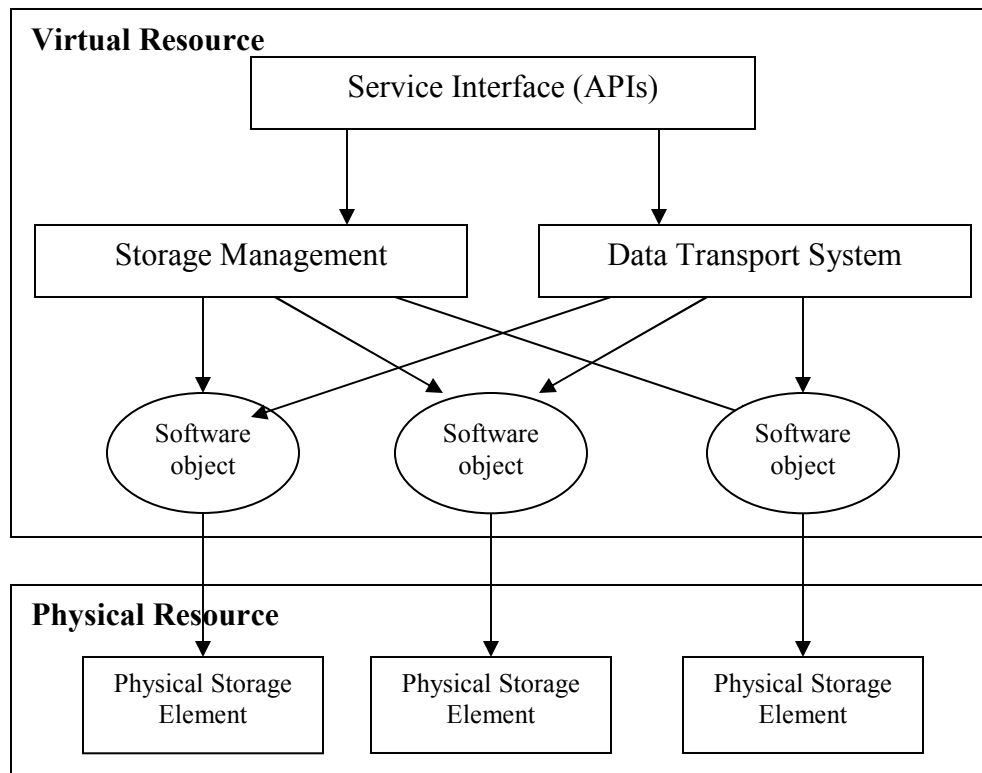 Virtual Resource
Service Interface (APIs)
Storage Management
Data Transport System
Software
object
Software
object
Software
object
Physical Resource
Physical Storage
Element
Physical Storage
Element
Physical Storage
Element